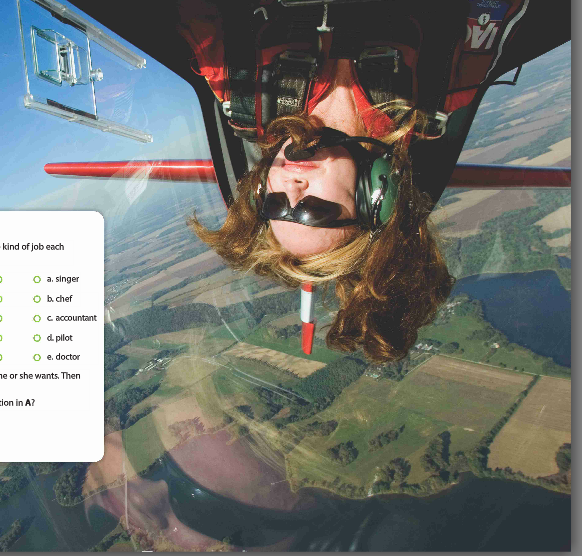 kind of job each
a. singer
b. chef
c. accountant
d. pilot
e. doctor
he or she wants. Then
tion in A?